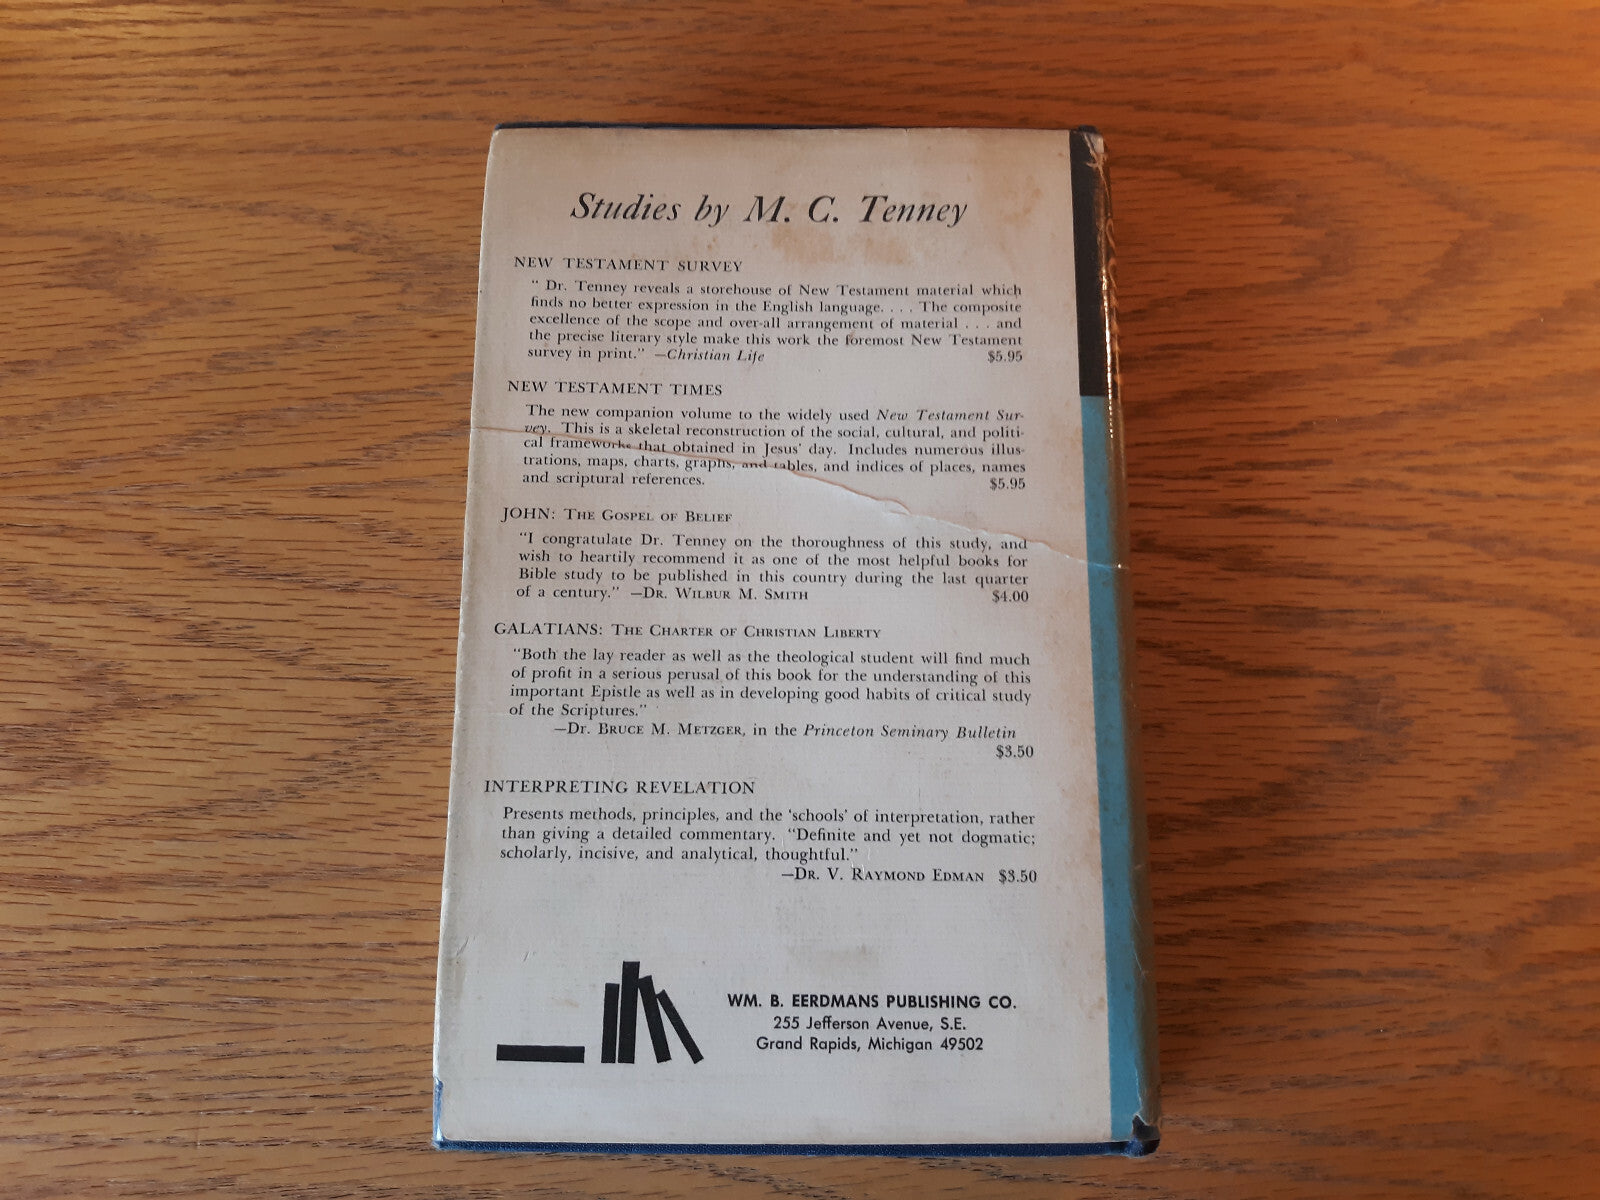 Studies by M. C. Tenney
NEW TESTAMENT SURVEY
" Dr. Tenney reveals a storehouse of New Testament material which
finds no better expression in the English language. . . . The composite
excellence of the scope and over-all arrangement of material . . . and
the precise literary style make this work the foremost New Testament
survey in print." —Christian Life $5.95
NEW TESTAMENT TIMES
The new companion volume to the widely used New Testament Sur-
vey. This is a skeletal reconstruction of the social, cultural, and politi-
cal frameworks that obtained in Jesus' day. Includes numerous illus-
trations, maps, charts, graphs, and tables, and indices of places, names
and scriptural references. $5.95
JOHN: THE GOSPEL OF BELIEF
"I congratulate Dr. Tenney on the thoroughness of this study, and
wish to heartily recommend it as one of the most helpful books for
Bible study to be published in this country during the last quarter
of a century." —DR. WILBUR M. SMITH $4.00
GALATIANS: THE CHARTER OF CHRISTIAN LIBERTY
"Both the lay reader as well as the theological student will find much
of profit in a serious perusal of this book for the understanding of this
important Epistle as well as in developing good habits of critical study
of the Scriptures."
—DR. BRUCE M. METZGER, in the Princeton Seminary Bulletin
$3.50
INTERPRETING REVELATION
Presents methods, principles, and the 'schools' of interpretation, rather
than giving a detailed commentary. "Definite and yet not dogmatic;
scholarly, incisive, and analytical, thoughtful."
—DR. V. RAYMOND EDMAN $3.50
WM. B. EERDMANS PUBLISHING CO.
255 Jefferson Avenue, S.E.
Grand Rapids, Michigan 49502